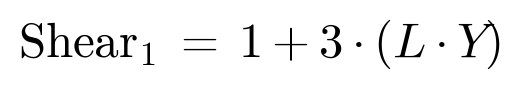 Shear₁ = 1 + 3 · (L · Y)